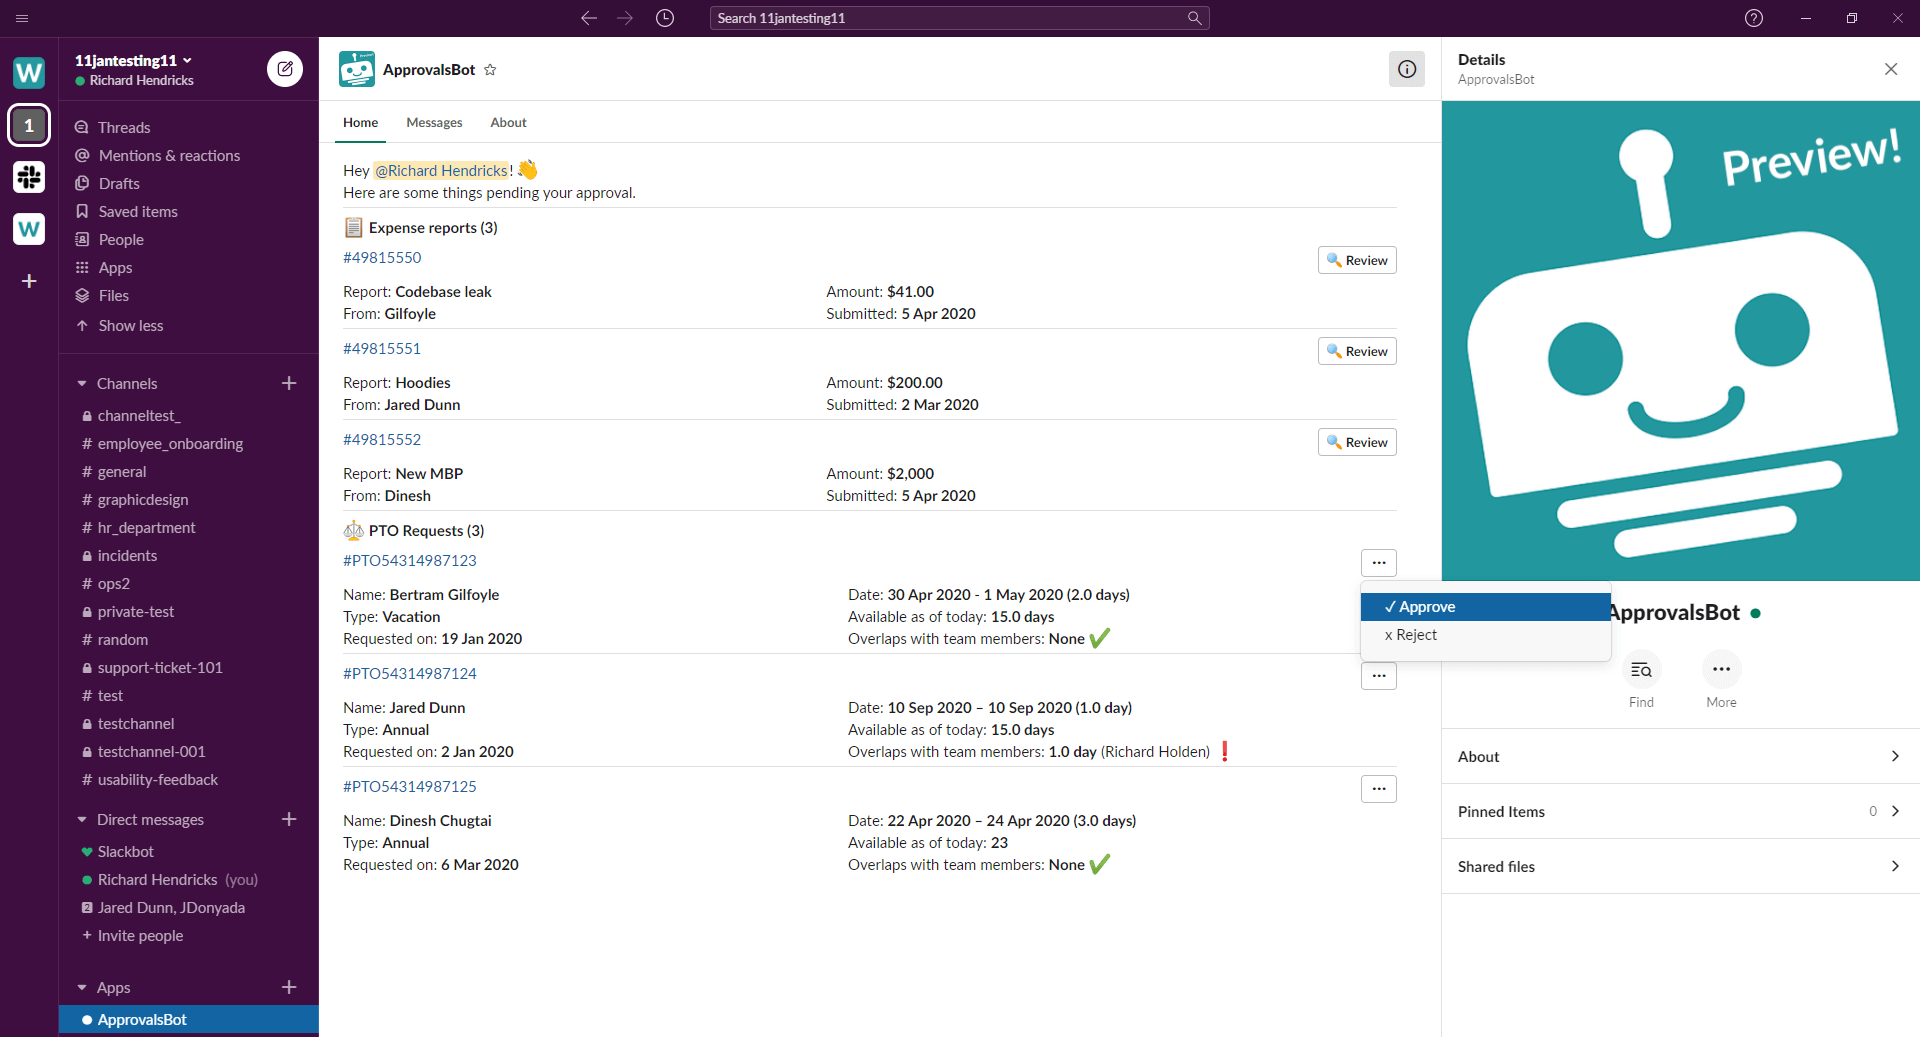 Search 11jantesting11
W
1
W
11jantesting11
Richard Hendricks
Threads
Mentions & reactions
Drafts
Saved items
People
Apps
Files
Show less
Channels
channeltest_
# employee_onboarding
# general
# graphicdesign
# hr_department
incidents
# ops2
private-test
# random
support-ticket-101
# test
testchannel
testchannel-001
# usability-feedback
Direct messages
Slackbot
Richard Hendricks (you)
2 Jared Dunn, JDonyada
+ Invite people
Apps
ApprovalsBot
ApprovalsBot
Home
Messages
About
Hey @Richard Hendricks! 👋
Here are some things pending your approval.
Expense reports (3)
#49815550
Review
Report: Codebase leak
Amount: $41.00
From: Gilfoyle
Submitted: 5 Apr 2020
#49815551
Review
Report: Hoodies
Amount: $200.00
From: Jared Dunn
Submitted: 2 Mar 2020
#49815552
Review
Report: New MBP
Amount: $2,000
From: Dinesh
Submitted: 5 Apr 2020
PTO Requests (3)
#PTO54314987123
Name: Bertram Gilfoyle
Date: 30 Apr 2020 - 1 May 2020 (2.0 days)
Type: Vacation
Available as of today: 15.0 days
Requested on: 19 Jan 2020
Overlaps with team members: None ✔
✓ Approve
x Reject
#PTO54314987124
Name: Jared Dunn
Date: 10 Sep 2020 – 10 Sep 2020 (1.0 day)
Type: Annual
Available as of today: 15.0 days
Requested on: 2 Jan 2020
Overlaps with team members: 1.0 day (Richard Holden) ❗
#PTO54314987125
Name: Dinesh Chugtai
Date: 22 Apr 2020 – 24 Apr 2020 (3.0 days)
Type: Annual
Available as of today: 23
Requested on: 6 Mar 2020
Overlaps with team members: None ✔
Details
ApprovalsBot
Preview!
ApprovalsBot
Find
More
About
Pinned Items 0
Shared files